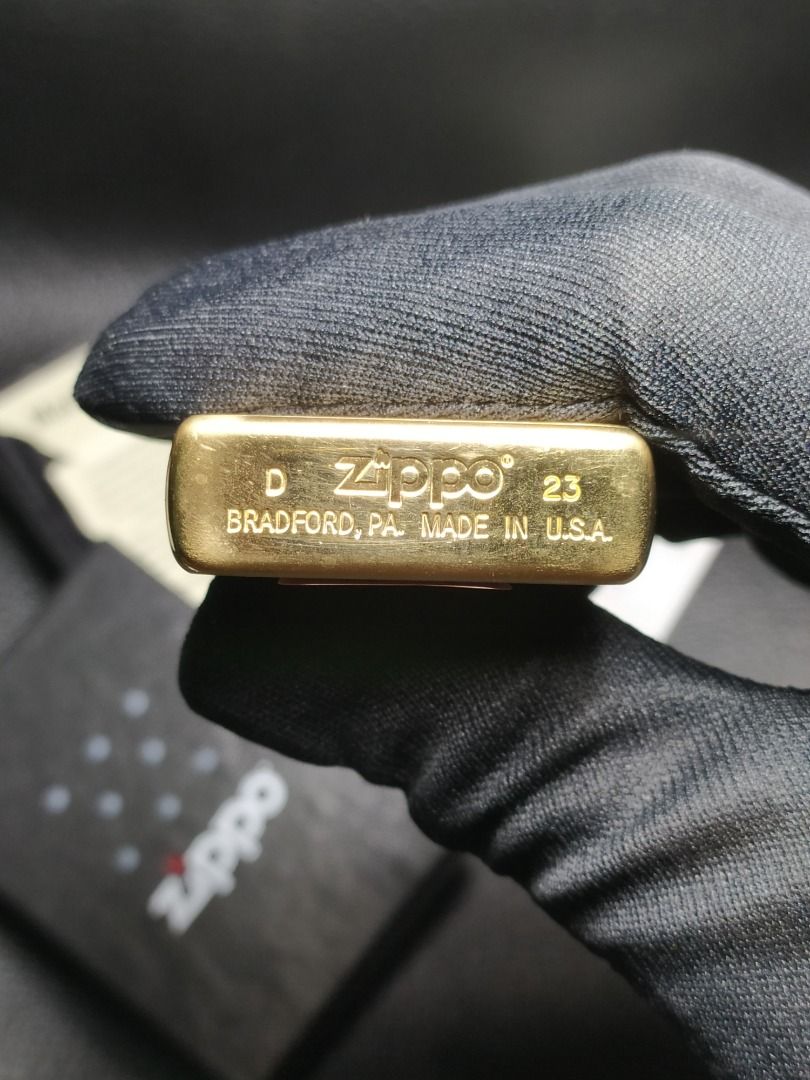 D Zippo® 23
BRADFORD, PA. MADE IN U.S.A.
zippo